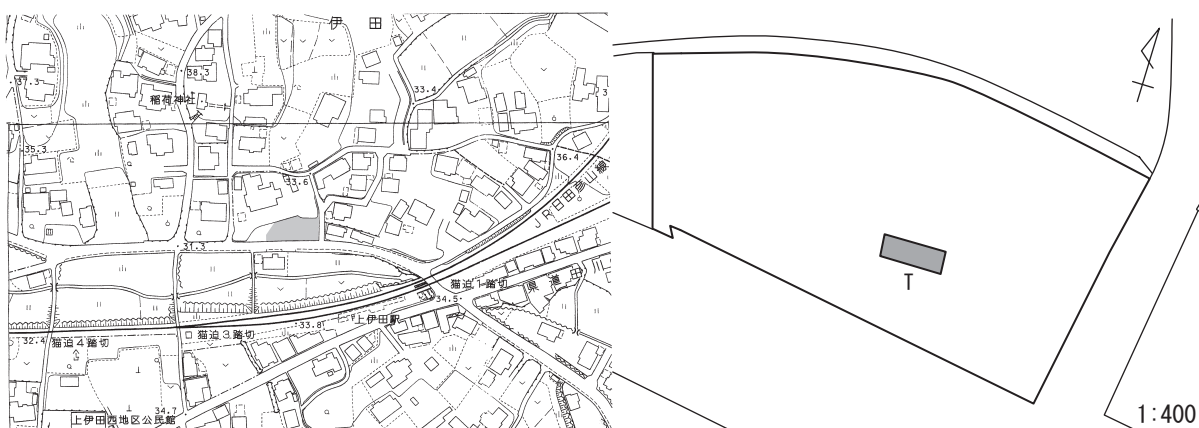 伊田
37.3
38.3
稲荷神社
33.4
35.3
33.6
36.4
JR日田彦山線
31.3
猫迫1踏切
34.5
県道
33.8
上伊田駅
猫迫3踏切
32.4
猫迫4踏切
34.7
上伊田西地区公民館
T
1:400